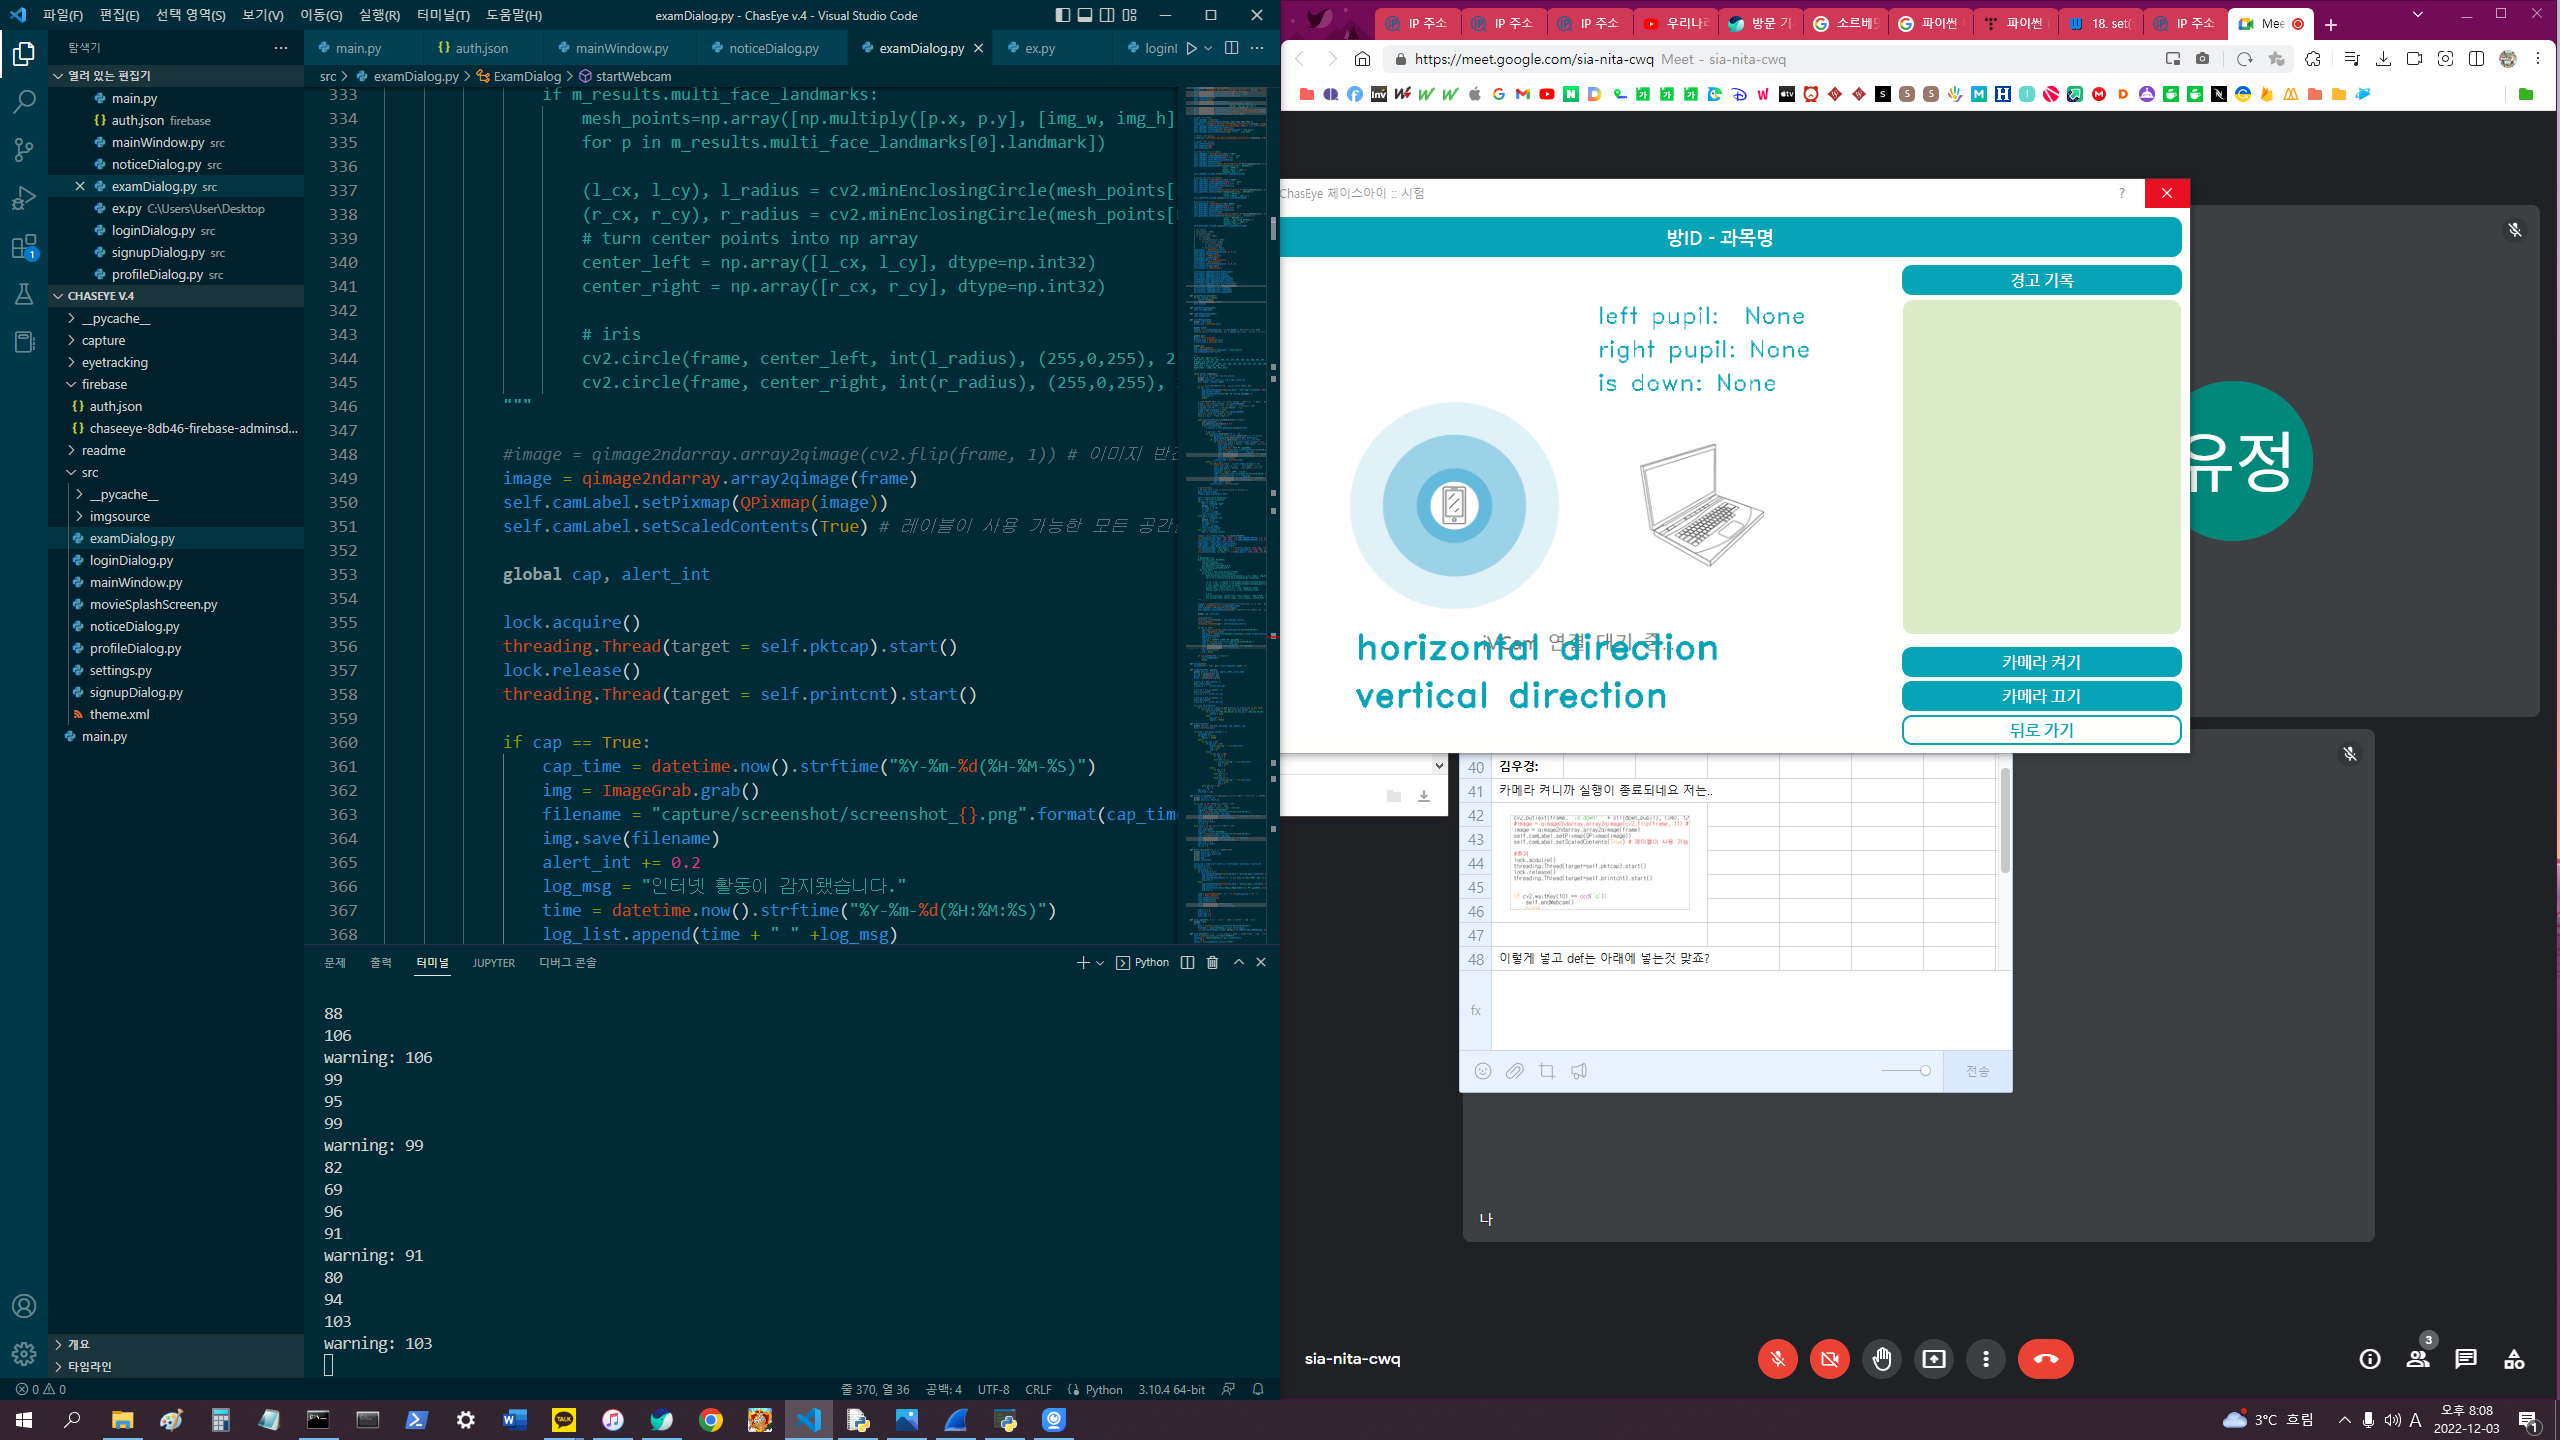 파일(F) 편집(E) 선택 영역(S) 보기(V) 이동(G) 실행(R) 터미널(T) 도움말(H)
examDialog.py - ChasEye v.4 - Visual Studio Code
탐색기
열려 있는 편집기
main.py
auth.json firebase
mainWindow.py src
noticeDialog.py src
examDialog.py src
ex.py C:\Users\User\Desktop
loginDialog.py src
signupDialog.py src
profileDialog.py src
CHASEYE V.4
__pycache__
capture
eyetracking
firebase
auth.json
chaseeye-8db46-firebase-adminsd...
readme
src
__pycache__
imgsource
examDialog.py
loginDialog.py
mainWindow.py
movieSplashScreen.py
noticeDialog.py
profileDialog.py
settings.py
signupDialog.py
theme.xml
main.py
개요
타임라인
main.py
auth.json
mainWindow.py
noticeDialog.py
examDialog.py
ex.py
src > examDialog.py > ExamDialog > startWebcam
333 if m_results.multi_face_landmarks:
334 mesh_points=np.array([np.multiply([p.x, p.y], [img_w, img_h]
335 for p in m_results.multi_face_landmarks[0].landmark])
336
337 (l_cx, l_cy), l_radius = cv2.minEnclosingCircle(mesh_points[
338 (r_cx, r_cy), r_radius = cv2.minEnclosingCircle(mesh_points[
339 # turn center points into np array
340 center_left = np.array([l_cx, l_cy], dtype=np.int32)
341 center_right = np.array([r_cx, r_cy], dtype=np.int32)
342
343 # iris
344 cv2.circle(frame, center_left, int(l_radius), (255,0,255), 2
345 cv2.circle(frame, center_right, int(r_radius), (255,0,255),
346 """
347
348 #image = qimage2ndarray.array2qimage(cv2.flip(frame, 1)) # 이미지
349 image = qimage2ndarray.array2qimage(frame)
350 self.camLabel.setPixmap(QPixmap(image))
351 self.camLabel.setScaledContents(True) # 레이블이 사용 가능한 모든
352
353 global cap, alert_int
354
355 lock.acquire()
356 threading.Thread(target = self.pktcap).start()
357 lock.release()
358 threading.Thread(target = self.printcnt).start()
359
360 if cap == True:
361 cap_time = datetime.now().strftime("%Y-%m-%d(%H-%M-%S)")
362 img = ImageGrab.grab()
363 filename = "capture/screenshot/screenshot_{}.png".format(cap_time
364 img.save(filename)
365 alert_int += 0.2
366 log_msg = "인터넷 활동이 감지됐습니다."
367 time = datetime.now().strftime("%Y-%m-%d(%H:%M:%S)")
368 log_list.append(time + " " +log_msg)
문제 출력 터미널 JUPYTER 디버그 콘솔
Python
88
106
warning: 106
99
95
99
warning: 99
82
69
96
91
warning: 91
80
94
103
warning: 103
0 0
줄 370, 열 36 공백: 4 UTF-8 CRLF Python 3.10.4 64-bit
IP 주소
IP 주소
IP 주소
우리나라
방문 기
소르베
파이썬
파이썬
18. set(
IP 주소
Mee
https://meet.google.com/sia-nita-cwq Meet - sia-nita-cwq
ChasEye 체이스아이 :: 시험
방ID - 과목명
경고 기록
left pupil: None
right pupil: None
is down: None
iVCam 연결 대기 중...
horizontal direction
vertical direction
카메라 켜기
카메라 끄기
뒤로 가기
유정
40 김우경:
41 카메라 켜니까 실행이 종료되네요 저는..
42
43
44
45
46
47
48 이렇게 넣고 def는 아래에 넣는것 맞죠?
fx
전송
나
sia-nita-cwq
3
3°C 흐림
A
오후 8:08
2022-12-03
1